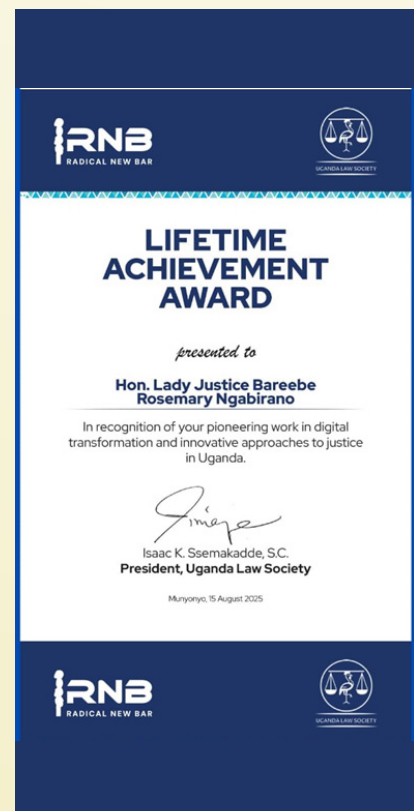 RNB
RADICAL NEW BAR
UGANDA LAW SOCIETY
LIFETIME
ACHIEVEMENT
AWARD
presented to
Hon. Lady Justice Bareebe
Rosemary Ngabirano
In recognition of your pioneering work in digital
transformation and innovative approaches to justice
in Uganda.
Isaac K. Ssemakadde, S.C.
President, Uganda Law Society
Munyonyo, 15 August 2025
RNB
RADICAL NEW BAR
UGANDA LAW SOCIETY